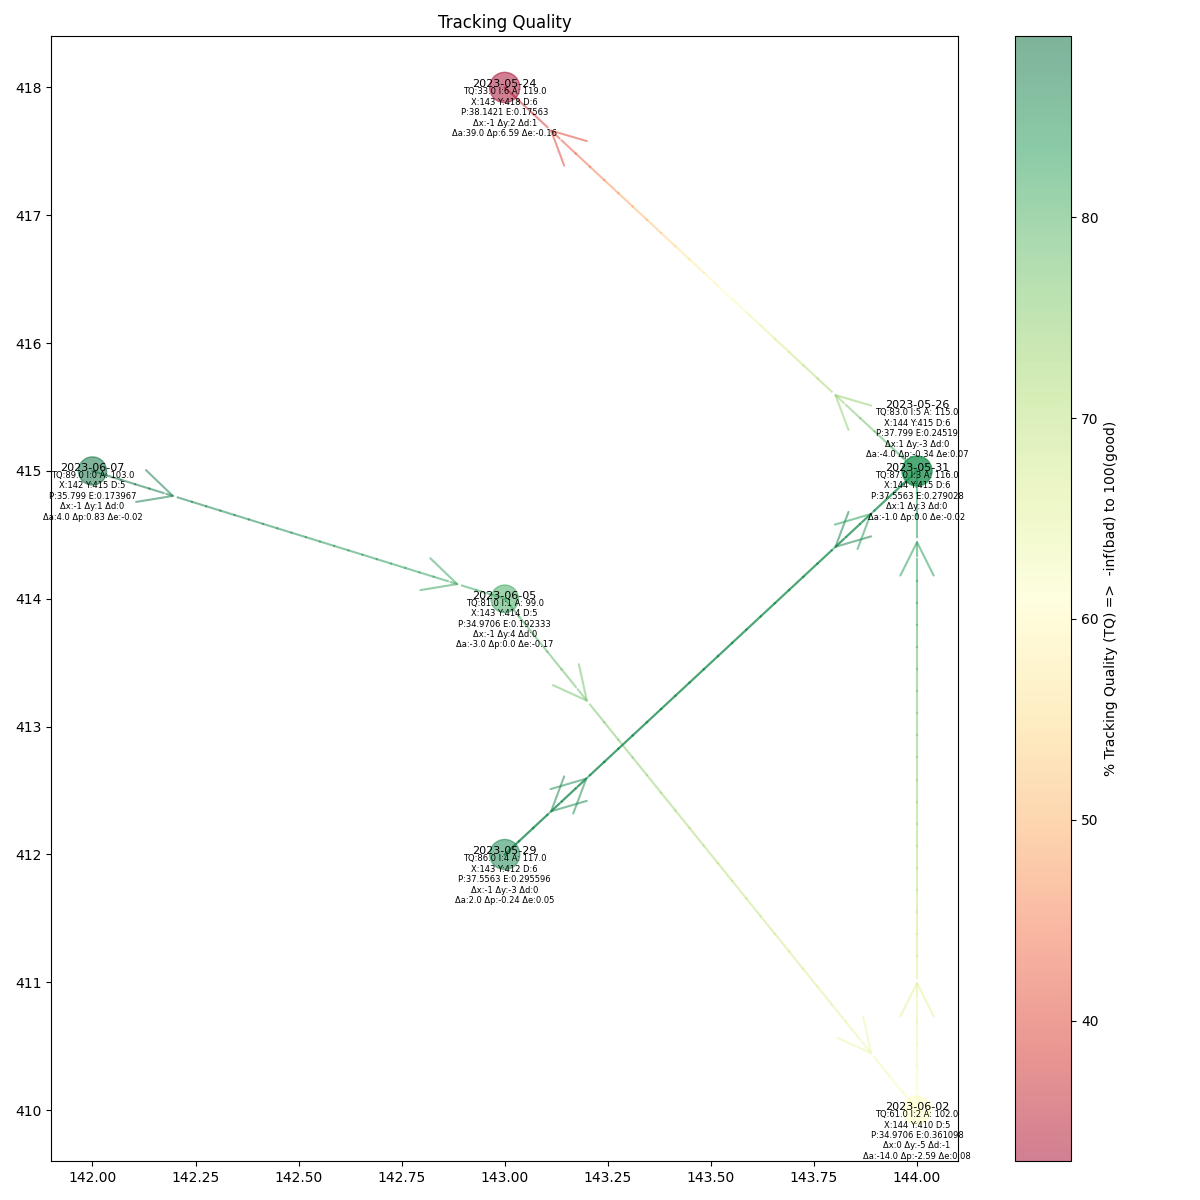 Tracking Quality
418
417
416
415
414
413
412
411
410
2023-05-24
TQ:33.0 I:6 A: 119.0
X:143 Y:418 D:6
P:38.1421 E:0.17563
Δx:-1 Δy:2 Δd:1
Δa:39.0 Δp:6.59 Δe:-0.16
2023-05-26
TQ:83.0 I:5 A: 115.0
X:144 Y:415 D:6
P:37.799 E:0.24519
Δx:1 Δy:-3 Δd:0
Δa:-4.0 Δp:-0.34 Δe:0.07
2023-05-31
TQ:87.0 I:3 A: 116.0
X:144 Y:415 D:6
P:37.5563 E:0.279028
Δx:1 Δy:3 Δd:0
Δa:-1.0 Δp:0.0 Δe:-0.02
2023-06-07
TQ:89.0 I:0 A: 103.0
X:142 Y:415 D:5
P:35.799 E:0.173967
Δx:-1 Δy:1 Δd:0
Δa:4.0 Δp:0.83 Δe:-0.02
2023-06-05
TQ:81.0 I:1 A: 99.0
X:143 Y:414 D:5
P:34.9706 E:0.192333
Δx:-1 Δy:4 Δd:0
Δa:-3.0 Δp:0.0 Δe:-0.17
2023-05-29
TQ:86.0 I:4 A: 117.0
X:143 Y:412 D:6
P:37.5563 E:0.295596
Δx:-1 Δy:-3 Δd:0
Δa:2.0 Δp:-0.24 Δe:0.05
2023-06-02
TQ:61.0 I:2 A: 102.0
X:144 Y:410 D:5
P:34.9706 E:0.361098
Δx:0 Δy:-5 Δd:-1
Δa:-14.0 Δp:-2.59 Δe:0.08
142.00 142.25 142.50 142.75 143.00 143.25 143.50 143.75 144.00
80
70
60
50
40
% Tracking Quality (TQ) => -inf(bad) to 100(good)